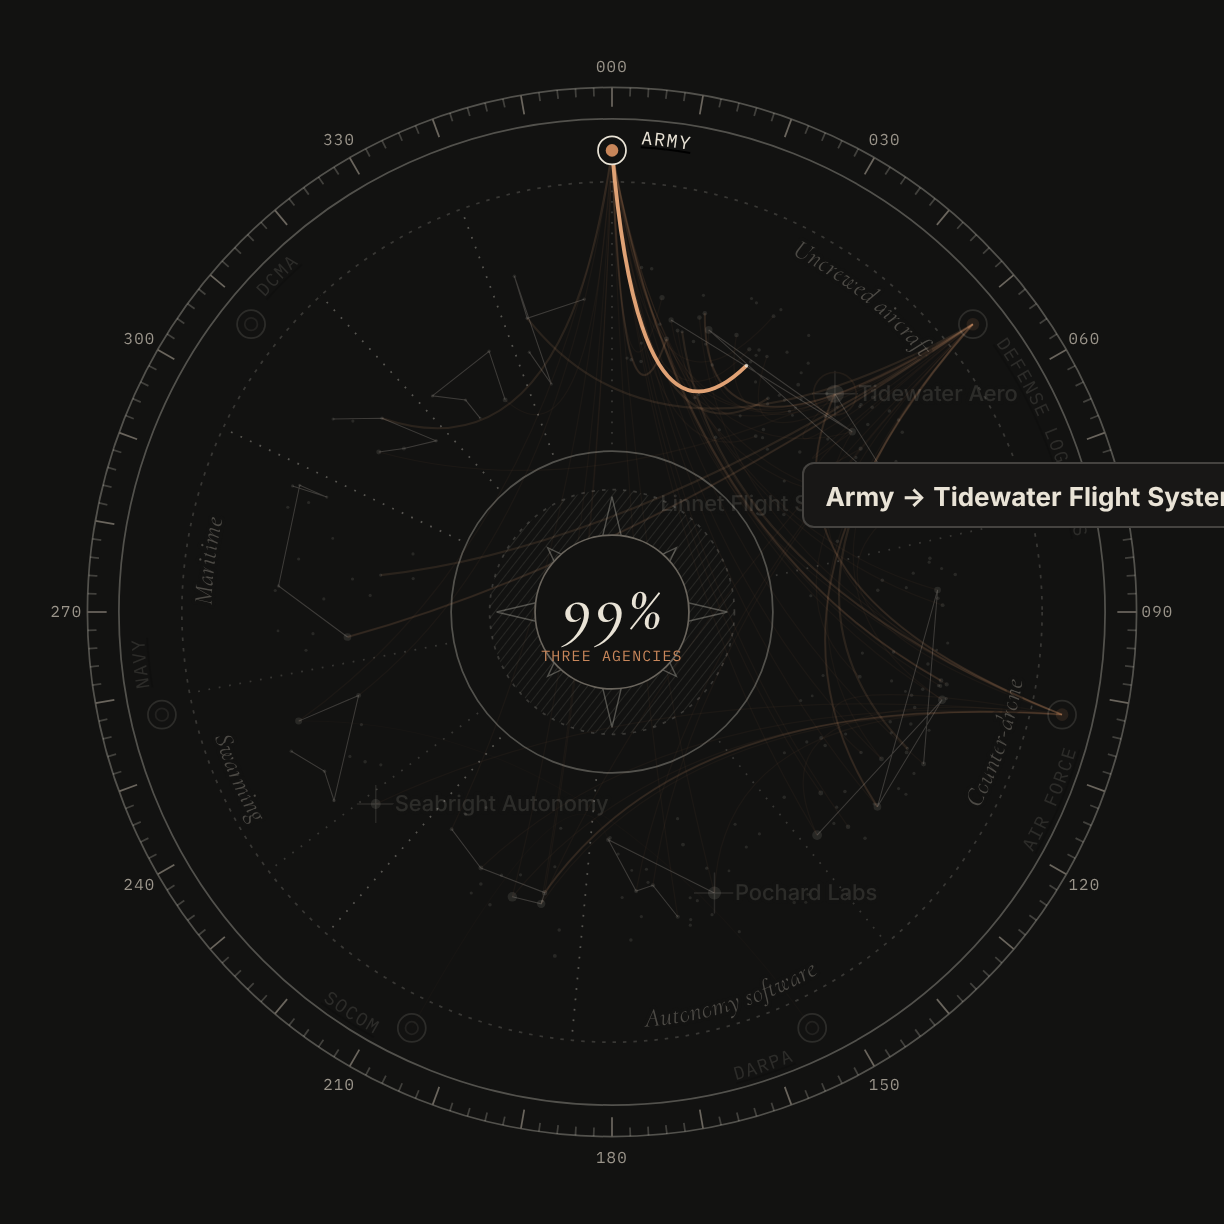 000
030
330
ARMY
Uncrewed aircraft
DCMA
300
060
DEFENSE
Tidewater Aero
Linnet Flight
Army → Tidewater Flight
Maritime
99%
THREE AGENCIES
270
090
NAVY
Swarming
Counter-drone
Seabright Autonomy
AIR FORCE
240
120
Pochard Labs
Autonomy software
SOCOM
DARPA
210
150
180